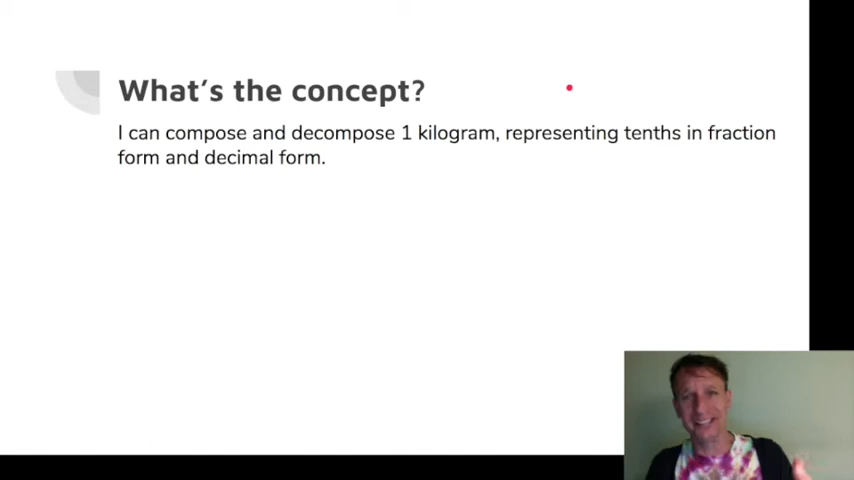 What's the concept?
I can compose and decompose 1 kilogram, representing tenths in fraction
form and decimal form.